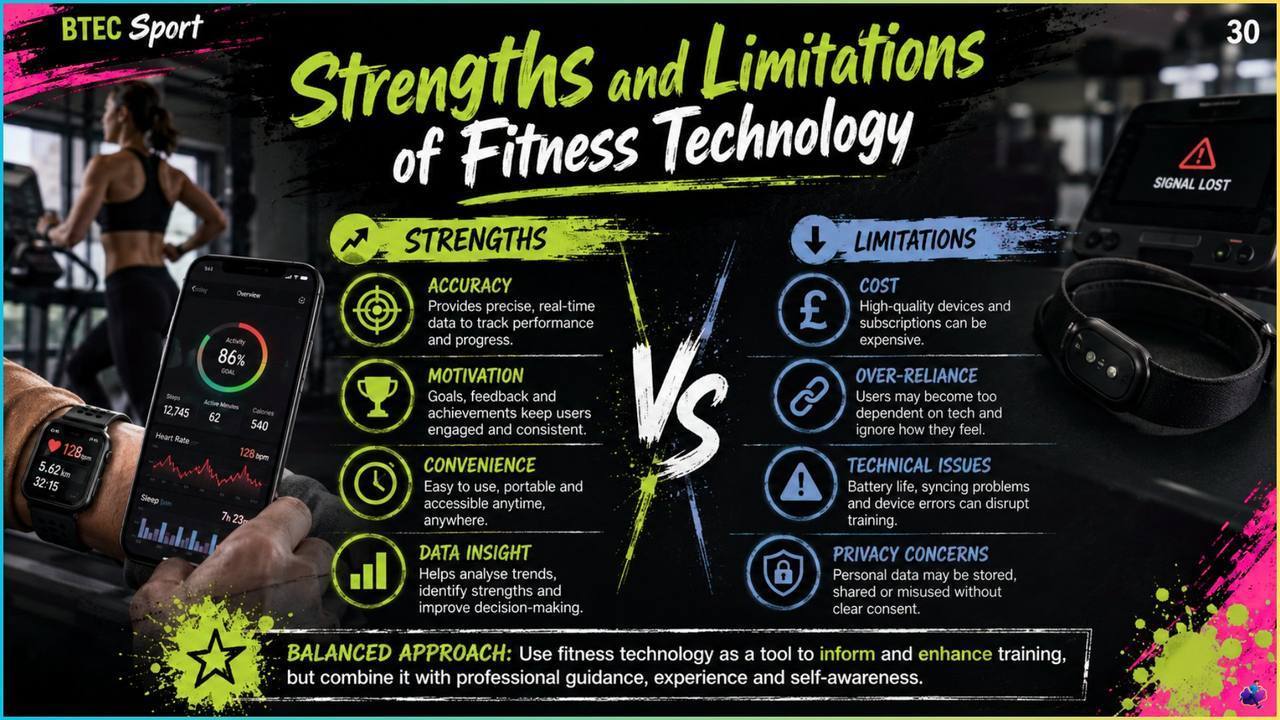 BTEC Sport
30
Strengths and Limitations
of Fitness Technology
SIGNAL LOST
STRENGTHS
ACCURACY
Provides precise, real-time
data to track performance
and progress.
MOTIVATION
Goals, feedback and
achievements keep users
engaged and consistent.
CONVENIENCE
Easy to use, portable and
accessible anytime,
anywhere.
DATA INSIGHT
Helps analyse trends,
identify strengths and
improve decision-making.
VS
LIMITATIONS
COST
£
High-quality devices and
subscriptions can be
expensive.
OVER-RELIANCE
Users may become too
dependent on tech and
ignore how they feel.
TECHNICAL ISSUES
Battery life, syncing problems
and device errors can disrupt
training.
PRIVACY CONCERNS
Personal data may be stored,
shared or misused without
clear consent.
Overview
Activity
86%
GOAL
Steps
Active Minutes
Calories
12,745
62
540
Heart Rate
128 bpm
Sleep
7h 23m
128 bpm
5.62 km
32:15
BALANCED APPROACH: Use fitness technology as a tool to inform and enhance training,
but combine it with professional guidance, experience and self-awareness.